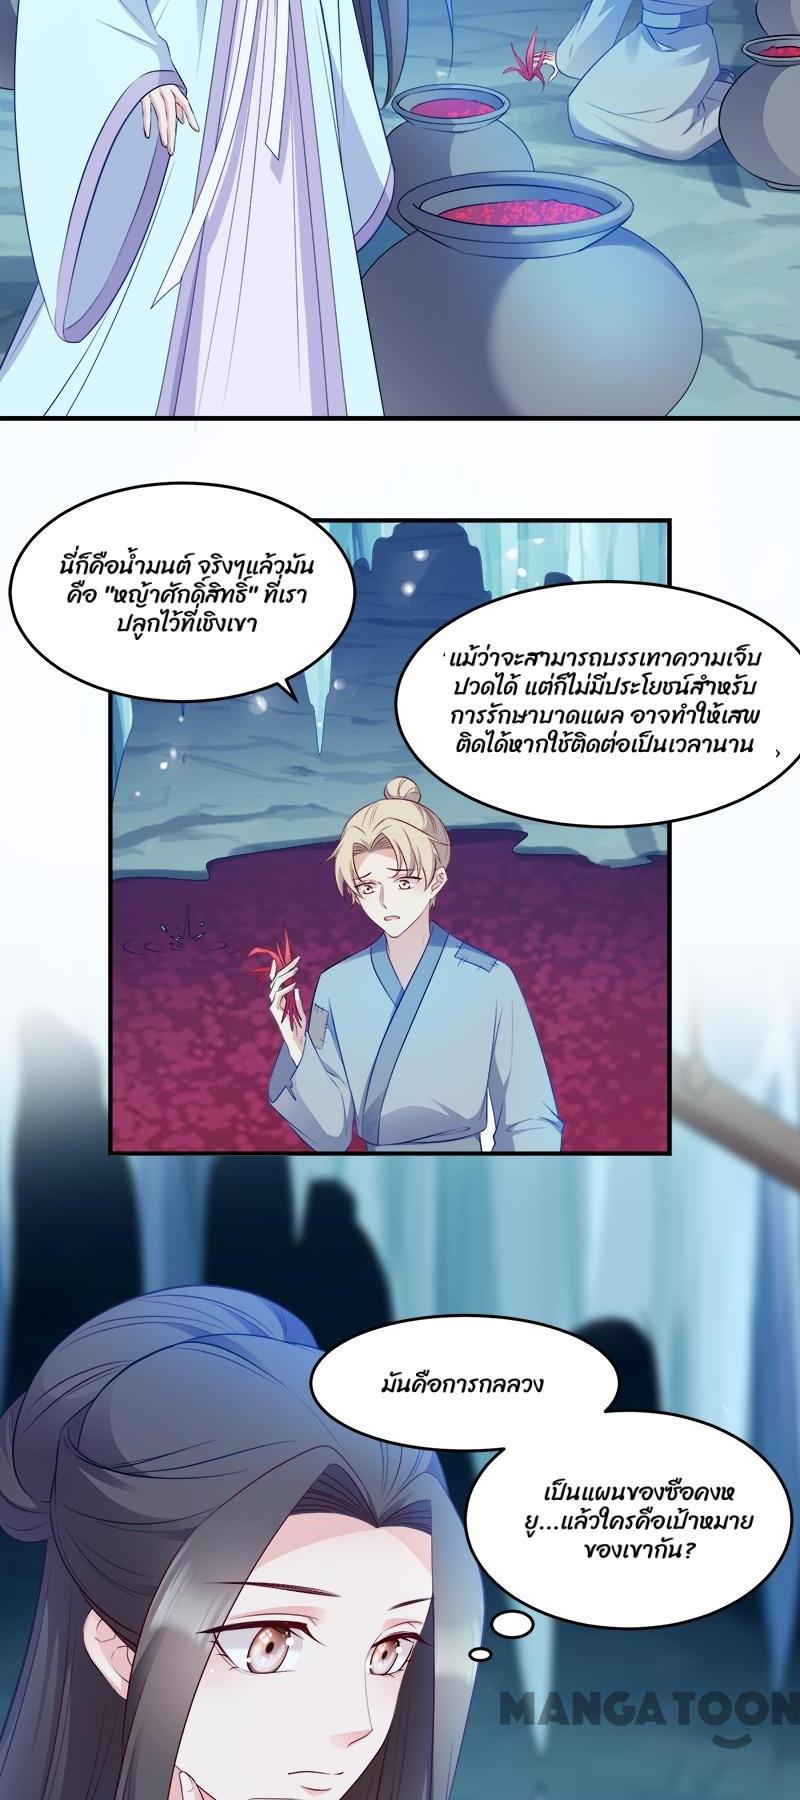 นี่ก็คือน้ำมนต์ จริงๆแล้วมัน
คือ "หญ้าศักดิ์สิทธิ์" ที่เรา
ปลูกไว้ที่เชิงเขา
แม้ว่าจะสามารถบรรเทาความเจ็บ
ปวดได้ แต่ก็ไม่มีประโยชน์สำหรับ
การรักษาบาดแผล อาจทำให้เสพ
ติดได้หากใช้ติดต่อเป็นเวลานาน
มันคือการกลลวง
เป็นแผนของซือคงห
ยู...แล้วใครคือเป้าหมาย
ของเขากัน?
MANGATOON